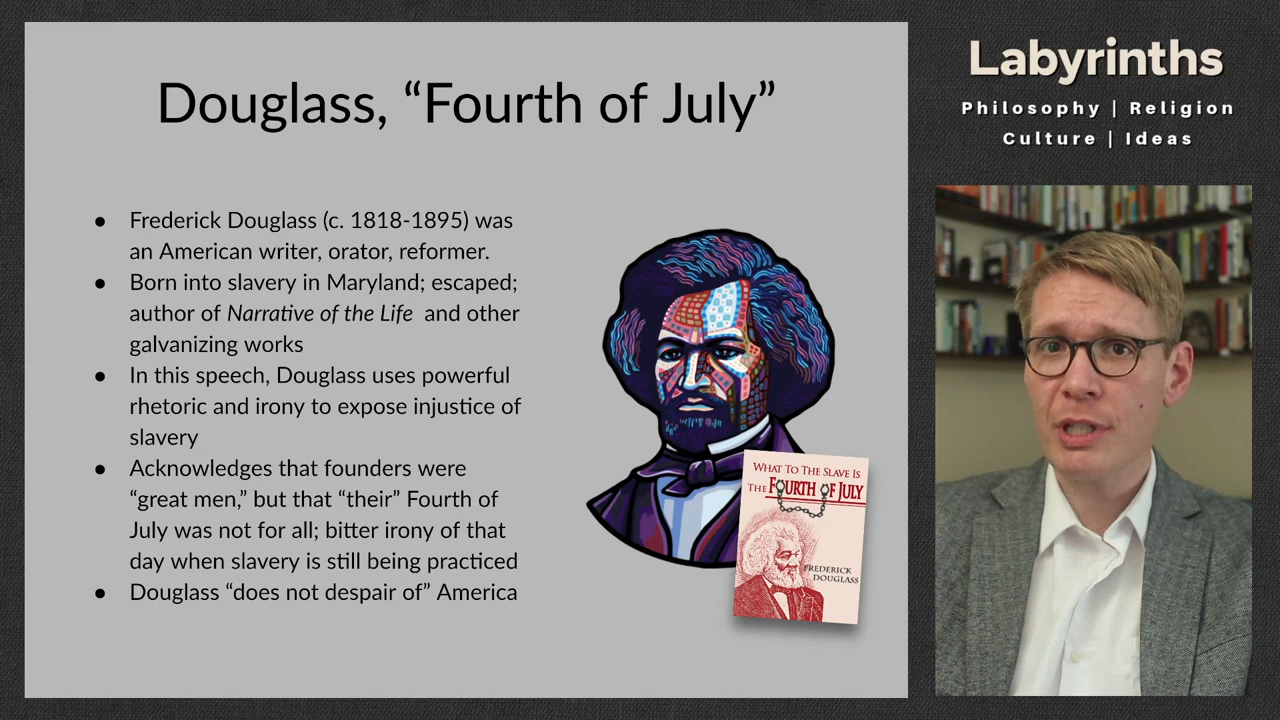 Douglass, “Fourth of July”
● Frederick Douglass (c. 1818-1895) was
an American writer, orator, reformer.
● Born into slavery in Maryland; escaped;
author of Narrative of the Life and other
galvanizing works
● In this speech, Douglass uses powerful
rhetoric and irony to expose injustice of
slavery
● Acknowledges that founders were
“great men,” but that “their” Fourth of
July was not for all; bitter irony of that
day when slavery is still being practiced
● Douglass “does not despair of” America
WHAT TO THE SLAVE IS
THE FOURTH OF JULY
FREDERICK
DOUGLASS
Labyrinths
Philosophy | Religion
Culture | Ideas